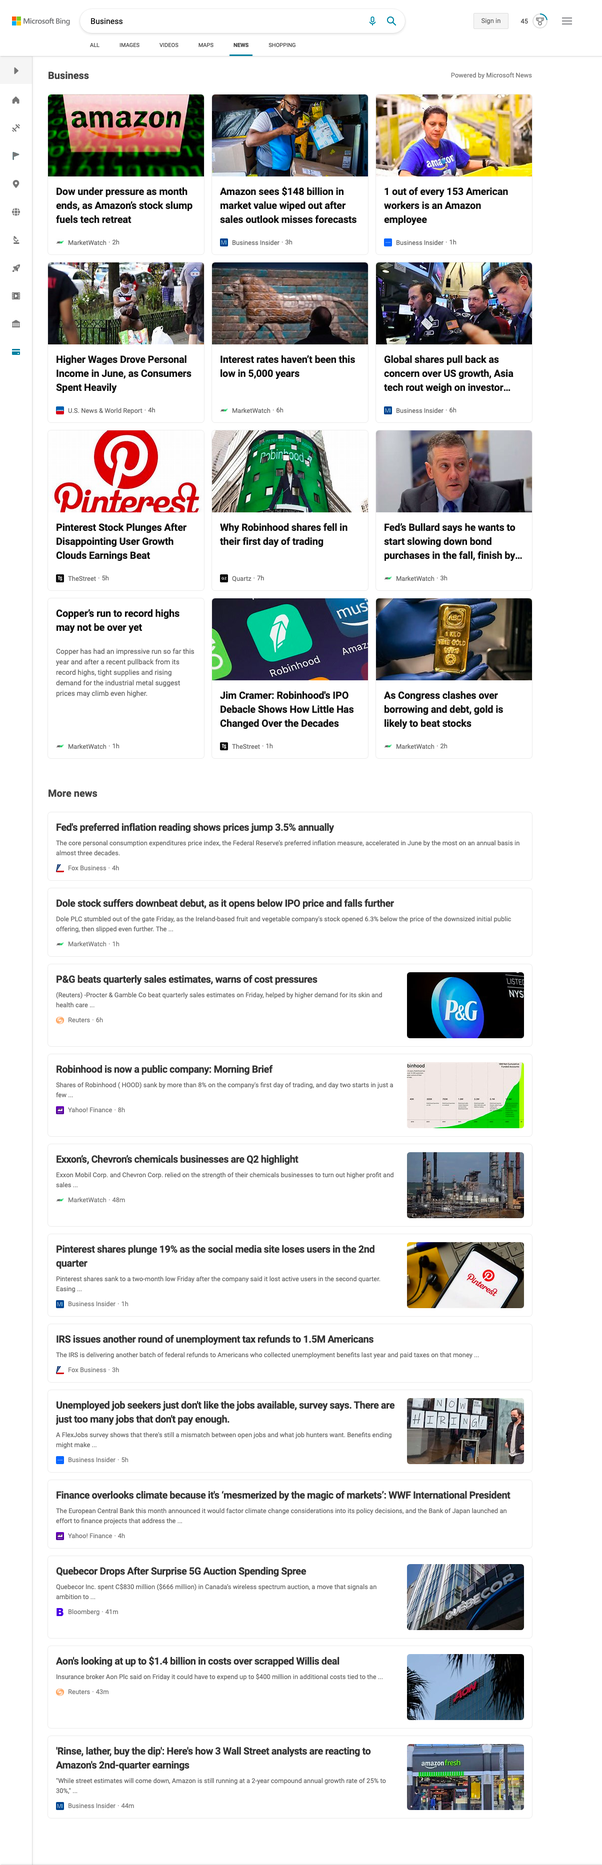 Microsoft Bing
Business
Sign in
45
ALL
IMAGES
VIDEOS
MAPS
NEWS
SHOPPING
Business
Powered by Microsoft News
amazon
Dow under pressure as month
ends, as Amazon's stock slump
fuels tech retreat
MarketWatch · 2h
Amazon sees $148 billion in
market value wiped out after
sales outlook misses forecasts
Business Insider · 3h
amazon
1 out of every 153 American
workers is an Amazon
employee
Business Insider · 1h
Higher Wages Drove Personal
Income in June, as Consumers
Spent Heavily
U.S. News & World Report · 4h
Interest rates haven't been this
low in 5,000 years
MarketWatch · 6h
Global shares pull back as
concern over US growth, Asia
tech rout weigh on investor...
Business Insider · 6h
Pinterest
Pinterest Stock Plunges After
Disappointing User Growth
Clouds Earnings Beat
TheStreet · 5h
Robinhood
Why Robinhood shares fell in
their first day of trading
Quartz · 7h
Fed's Bullard says he wants to
start slowing down bond
purchases in the fall, finish by...
MarketWatch · 3h
Copper's run to record highs
may not be over yet
Copper has had an impressive run so far this
year and after a recent pullback from its
record highs, tight supplies and rising
demand for the industrial metal suggest
prices may climb even higher.
MarketWatch · 1h
mus
Robinhood
Amaz
Jim Cramer: Robinhood's IPO
Debacle Shows How Little Has
Changed Over the Decades
TheStreet · 1h
As Congress clashes over
borrowing and debt, gold is
likely to beat stocks
MarketWatch · 2h
More news
Fed's preferred inflation reading shows prices jump 3.5% annually
The core personal consumption expenditures price index, the Federal Reserve's preferred inflation measure, accelerated in June by the most on an annual basis in
almost three decades.
Fox Business · 4h
Dole stock suffers downbeat debut, as it opens below IPO price and falls further
Dole PLC stumbled out of the gate Friday, as the Ireland-based fruit and vegetable company's stock opened 6.3% below the price of the downsized initial public
offering, then slipped even further. The ...
MarketWatch · 1h
P&G beats quarterly sales estimates, warns of cost pressures
(Reuters) -Procter & Gamble Co beat quarterly sales estimates on Friday, helped by higher demand for its skin and
health care ...
Reuters · 6h
P&G
LISTE
NYS
Robinhood is now a public company: Morning Brief
Shares of Robinhood ( HOOD) sank by more than 8% on the company's first day of trading, and day two starts in just a
few ...
Yahoo! Finance · 8h
binhood
Exxon's, Chevron's chemicals businesses are Q2 highlight
Exxon Mobil Corp. and Chevron Corp. relied on the strength of their chemicals businesses to turn out higher profit and
sales ...
MarketWatch · 48m
Pinterest shares plunge 19% as the social media site loses users in the 2nd
quarter
Pinterest shares sank to a two-month low Friday after the company said it lost active users in the second quarter.
Easing ...
Business Insider · 1h
Pinterest
IRS issues another round of unemployment tax refunds to 1.5M Americans
The IRS is delivering another batch of federal refunds to Americans who collected unemployment benefits last year and paid taxes on that money ...
Fox Business · 3h
Unemployed job seekers just don't like the jobs available, survey says. There are
just too many jobs that don't pay enough.
A FlexJobs survey shows that there's still a mismatch between open jobs and what job hunters want. Benefits ending
might make ...
Business Insider · 5h
NOW
HIRING!
Finance overlooks climate because it's 'mesmerized by the magic of markets': WWF International President
The European Central Bank this month announced it would factor climate change considerations into its policy decisions, and the Bank of Japan launched an
effort to finance projects that address the ...
Yahoo! Finance · 4h
Quebecor Drops After Surprise 5G Auction Spending Spree
Quebecor Inc. spent C$830 million ($666 million) in Canada's wireless spectrum auction, a move that signals an
ambition to ...
Bloomberg · 41m
QUEBECOR
Aon's looking at up to $1.4 billion in costs over scrapped Willis deal
Insurance broker Aon Plc said on Friday it could have to expend up to $400 million in additional costs tied to the ...
Reuters · 43m
AON
'Rinse, lather, buy the dip': Here's how 3 Wall Street analysts are reacting to
Amazon's 2nd-quarter earnings
"While street estimates will come down, Amazon is still running at a 2-year compound annual growth rate of 25% to
30%," ...
Business Insider · 44m
amazon fresh